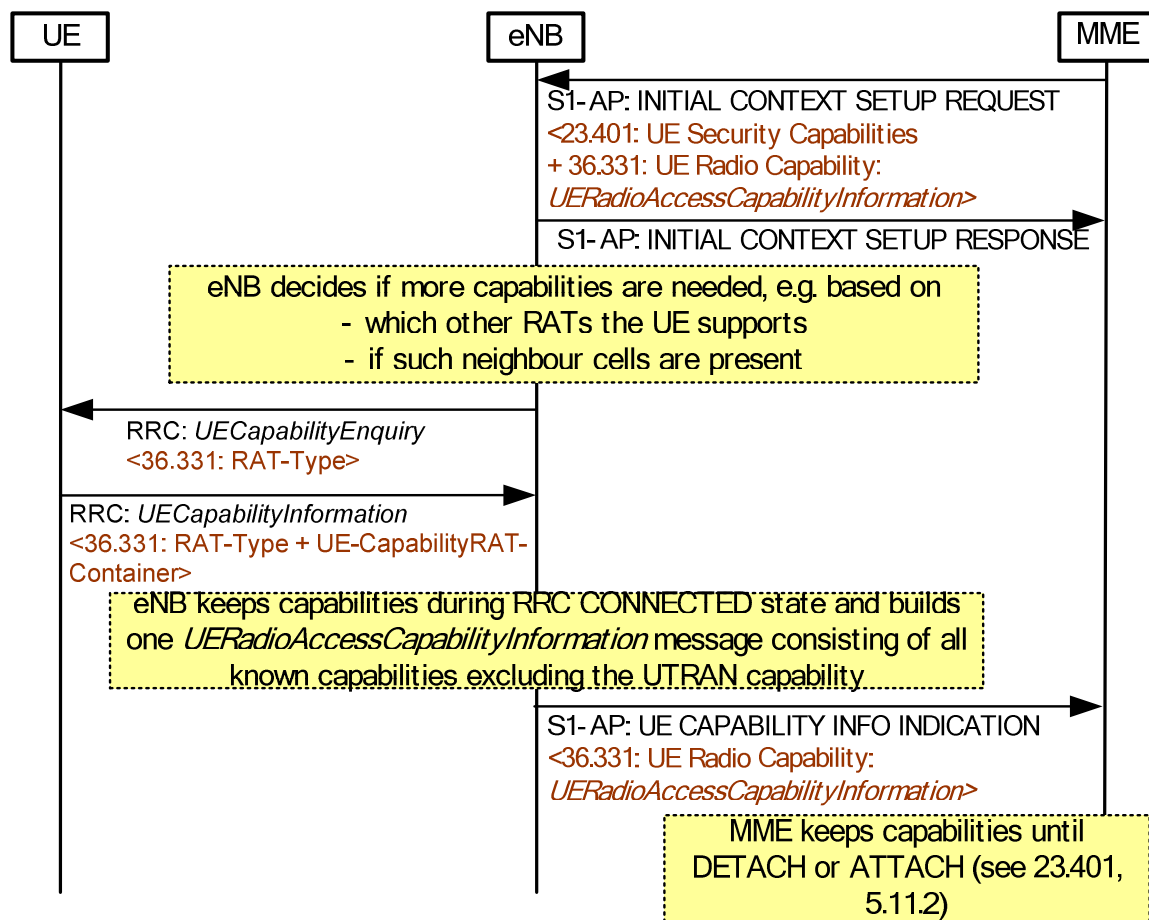 UE
eNB
MME
S1-AP: INITIAL CONTEXT SETUP REQUEST
<23.401: UE Security Capabilities
+ 36.331: UE Radio Capability:
UERadioAccessCapabilityInformation>
S1-AP: INITIAL CONTEXT SETUP RESPONSE
eNB decides if more capabilities are needed, e.g. based on
- which other RATs the UE supports
- if such neighbour cells are present
RRC: UECapabilityEnquiry
<36.331: RAT-Type>
RRC: UECapabilityInformation
<36.331: RAT-Type + UE-CapabilityRAT-
Container>
eNB keeps capabilities during RRC CONNECTED state and builds
one UERadioAccessCapabilityInformation message consisting of all
known capabilities excluding the UTRAN capability
S1-AP: UE CAPABILITY INFO INDICATION
<36.331: UE Radio Capability:
UERadioAccessCapabilityInformation>
MME keeps capabilities until
DETACH or ATTACH (see 23.401,
5.11.2)